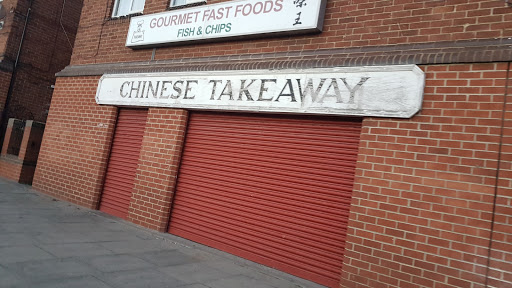 GOURMET FAST FOODS
FISH & CHIPS
CHINESE TAKEAWAY